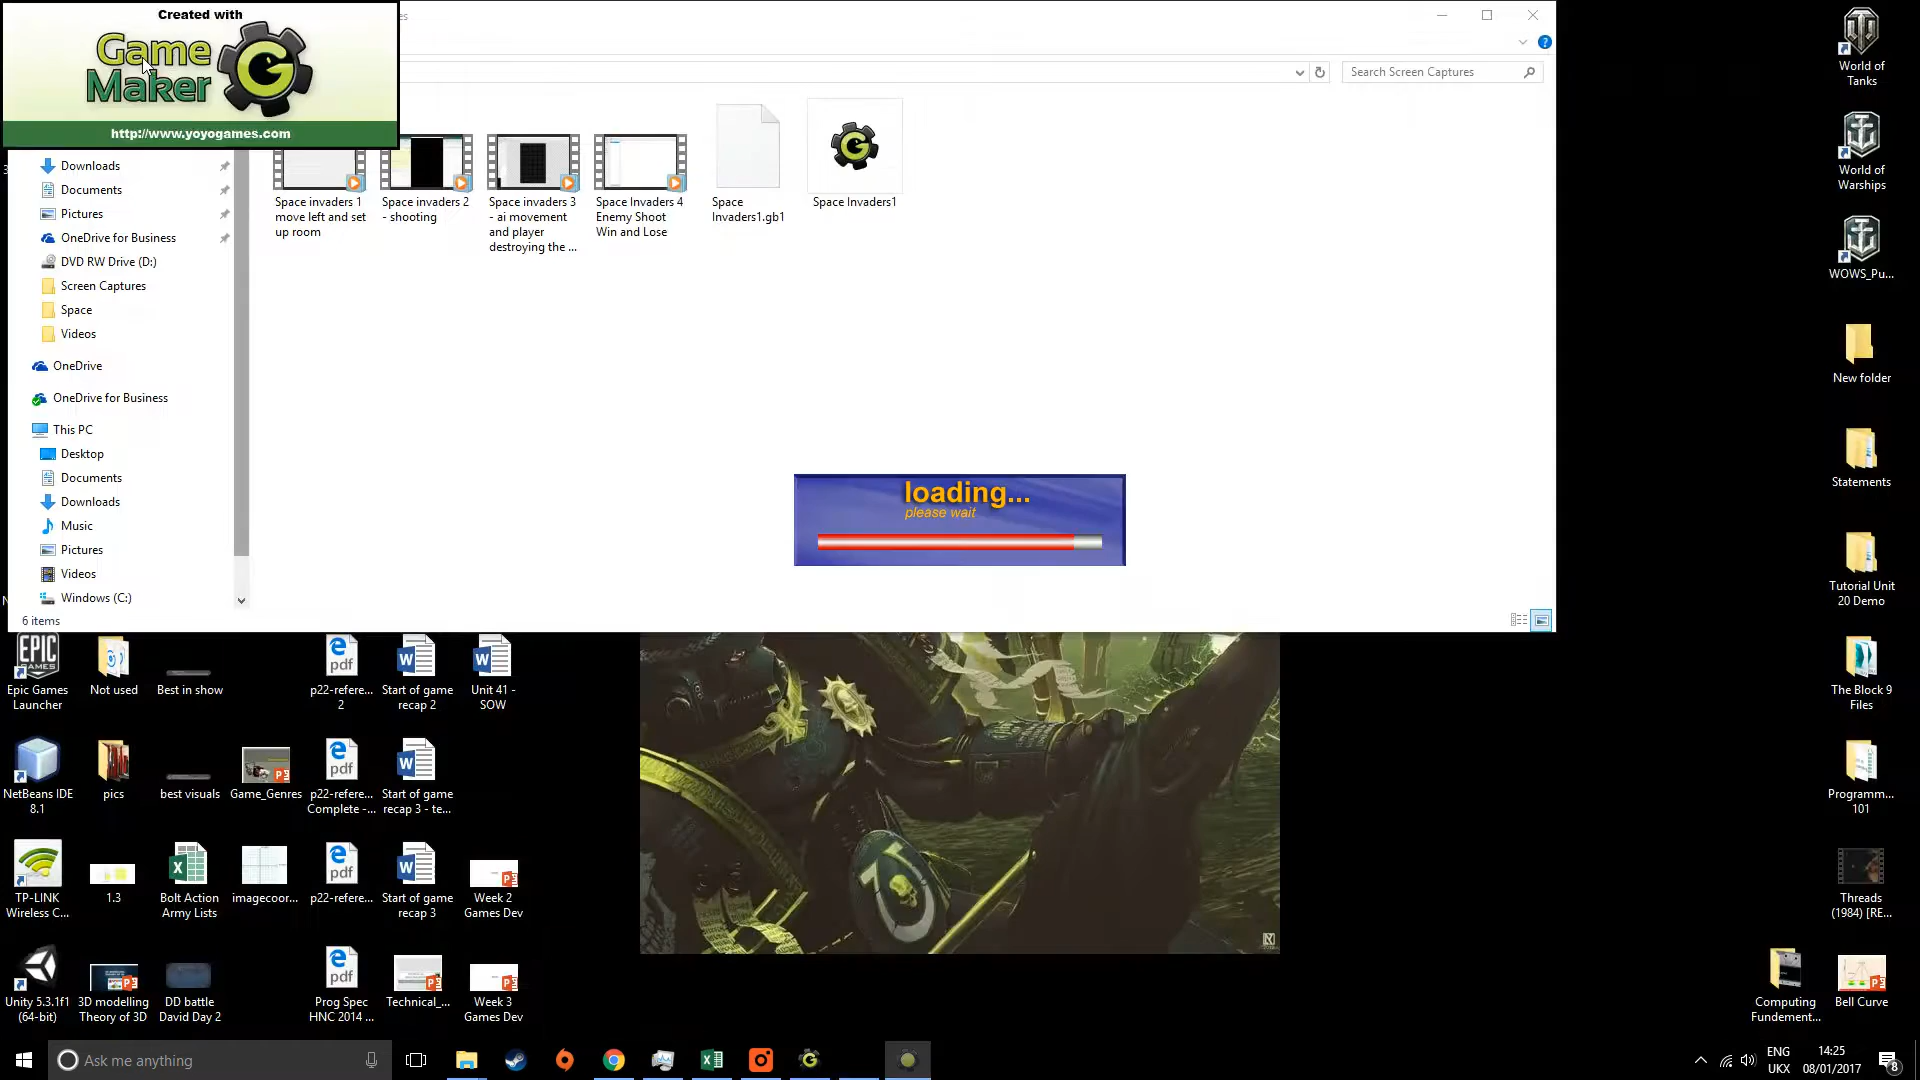 Created with
Game
Maker
http://www.yoyogames.com
Search Screen Captures
Downloads
Documents
Pictures
OneDrive for Business
DVD RW Drive (D:)
Screen Captures
Space
Videos
OneDrive
OneDrive for Business
This PC
Desktop
Documents
Downloads
Music
Pictures
Videos
Windows (C:)
6 items
Space invaders 1
move left and set
up room
Space invaders 2
- shooting
Space invaders 3
- ai movement
and player
destroying the ...
Space Invaders 4
Enemy Shoot
Win and Lose
Space
Invaders1.gb1
Space Invaders1
loading...
please wait
World of
Tanks
World of
Warships
WOWS_Pu...
New folder
Statements
Tutorial Unit
20 Demo
The Block 9
Files
Programm...
101
Threads
(1984) [RE...
Computing
Fundement...
Bell Curve
EPIC
GAMES
Epic Games
Launcher
Not used
Best in show
pdf
p22-refere...
2
Start of game
recap 2
Unit 41 -
SOW
NetBeans IDE
8.1
pics
best visuals
Game_Genres
pdf
p22-refere...
Complete -...
Start of game
recap 3 - te...
TP-LINK
Wireless C...
1.3
Bolt Action
Army Lists
imagecoor...
pdf
p22-refere...
Start of game
recap 3
Week 2
Games Dev
Unity 5.3.1f1
(64-bit)
3D modelling
Theory of 3D
DD battle
David Day 2
pdf
Prog Spec
HNC 2014 ...
Technical_...
Week 3
Games Dev
Ask me anything
ENG
UKX
14:25
08/01/2017
8